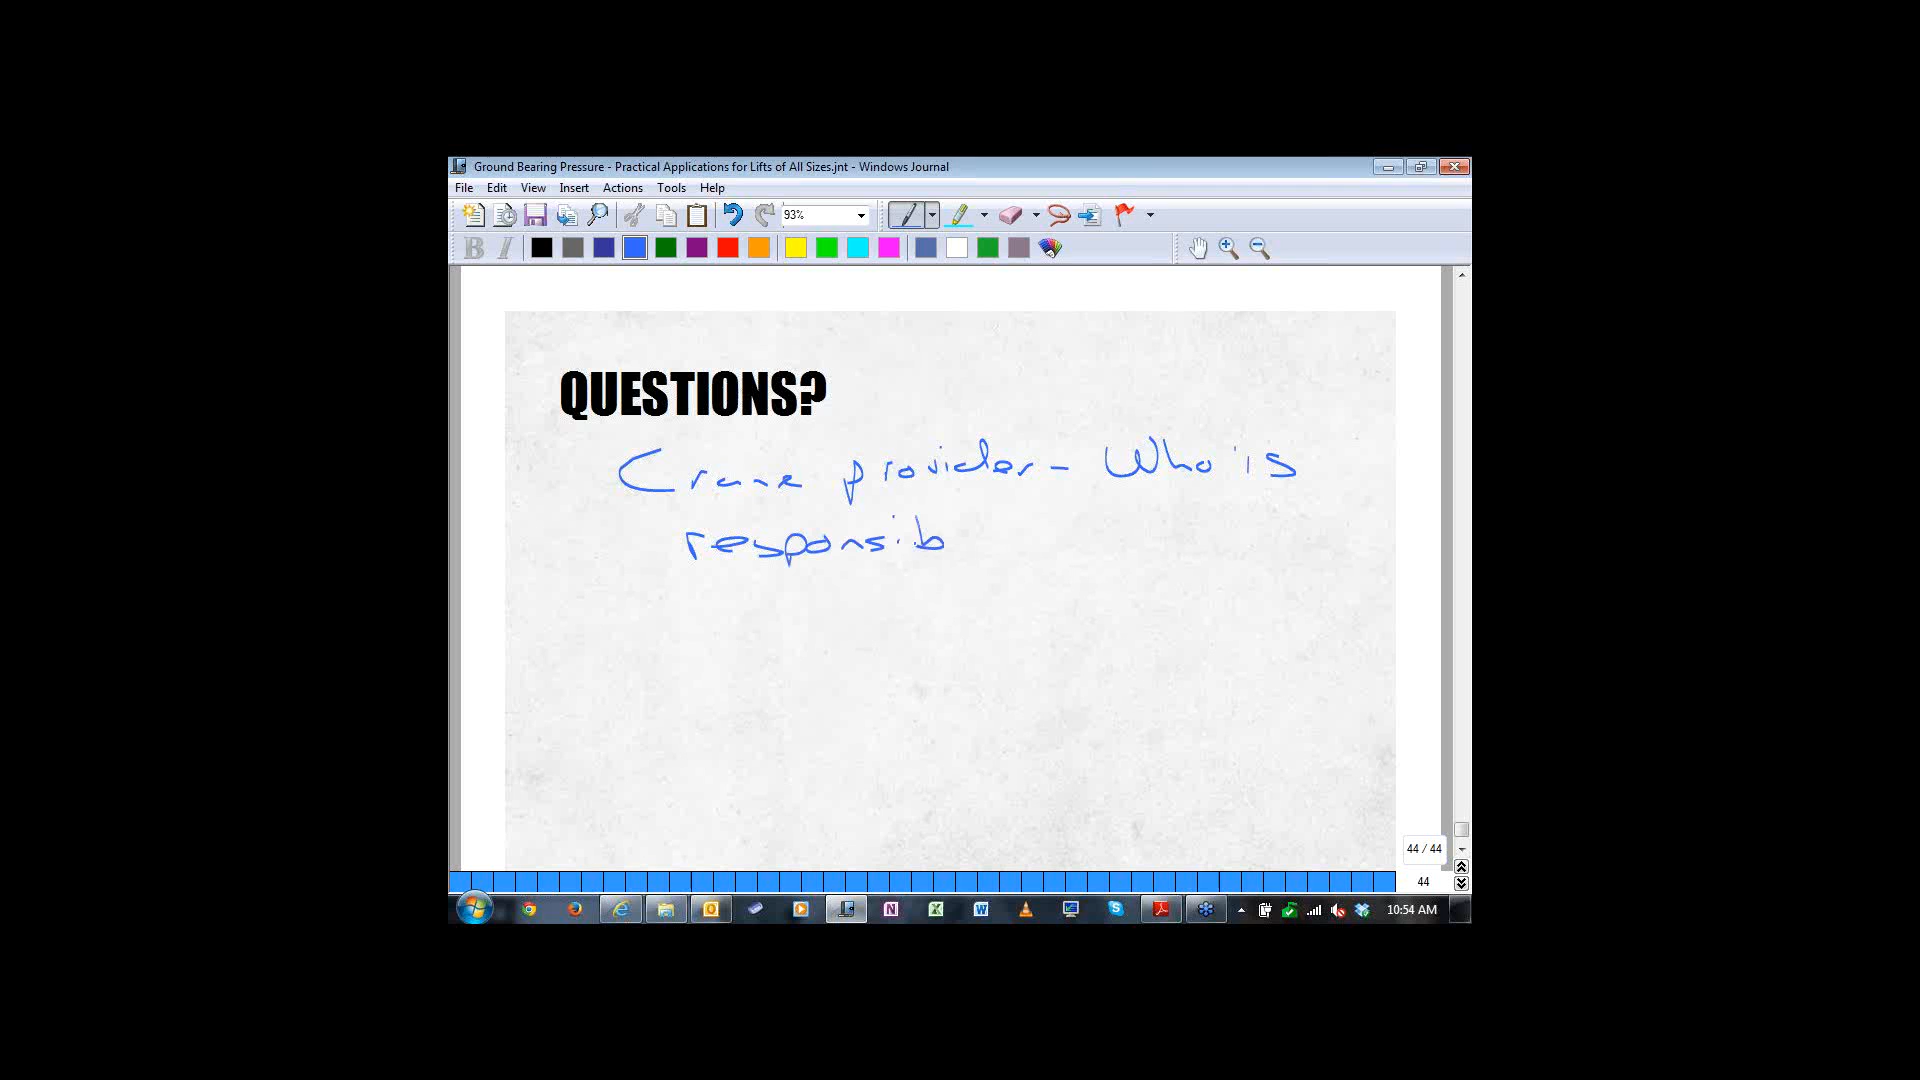 Ground Bearing Pressure - Practical Applications for Lifts of All Sizes.jnt - Windows Journal
File Edit View Insert Actions Tools Help
93%
B I
QUESTIONS?
Crane provider - Who is
responsib
44 / 44
44
10:54 AM